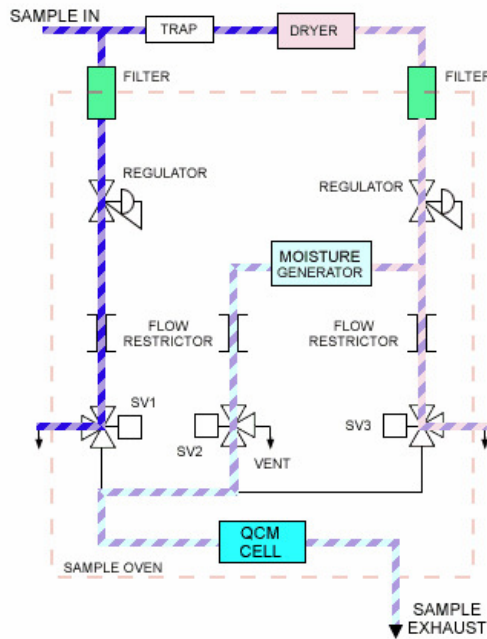 SAMPLE IN
TRAP
DRYER
FILTER
FILTER
REGULATOR
REGULATOR
MOISTURE
GENERATOR
FLOW
RESTRICTOR
FLOW
RESTRICTOR
SV1
SV2
SV3
VENT
QCM
CELL
SAMPLE OVEN
SAMPLE
EXHAUST